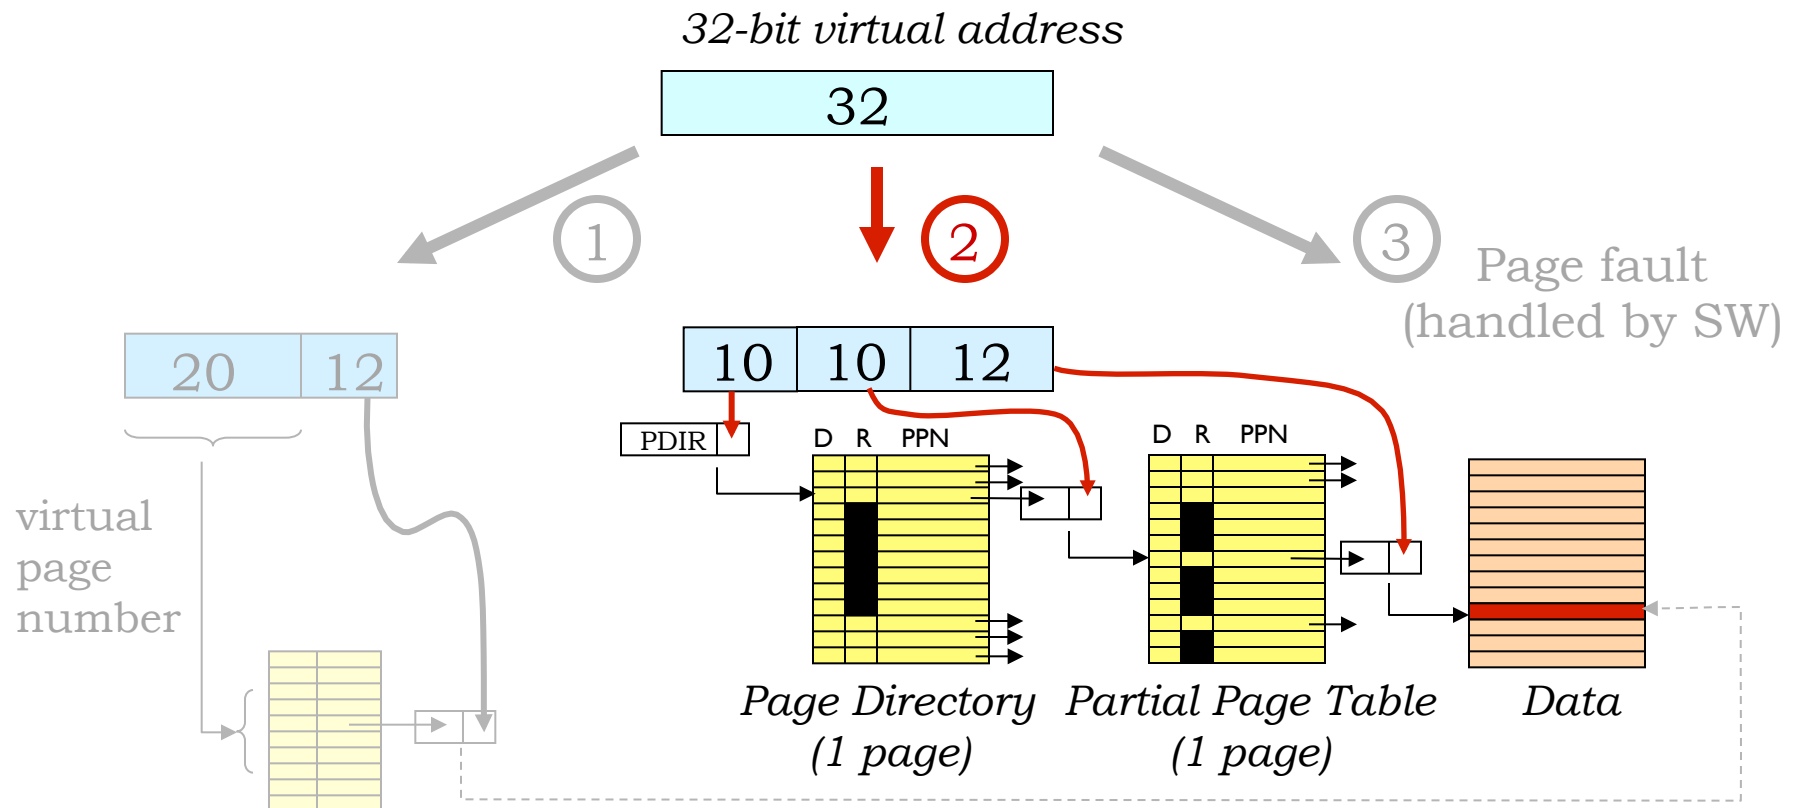 32-bit virtual address
32
1
2
3
Page fault
(handled by SW)
20 12
10 10 12
PDIR
D R PPN
D R PPN
virtual
page
number
Page Directory
(1 page)
Partial Page Table
(1 page)
Data